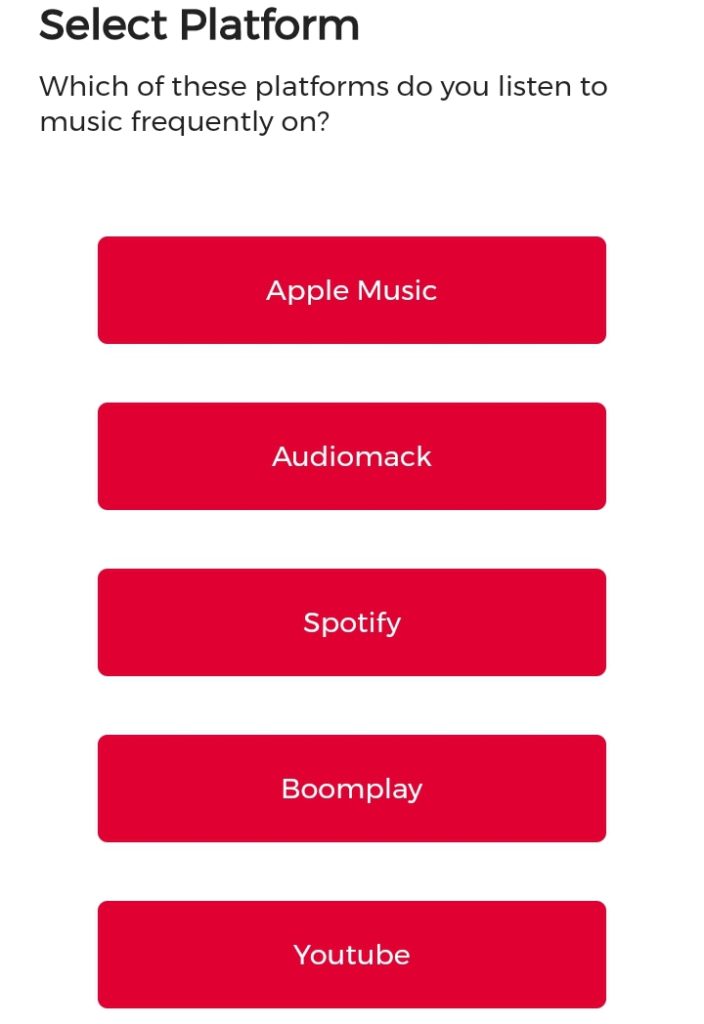 Select Platform
Which of these platforms do you listen to
music frequently on?
Apple Music
Audiomack
Spotify
Boomplay
Youtube